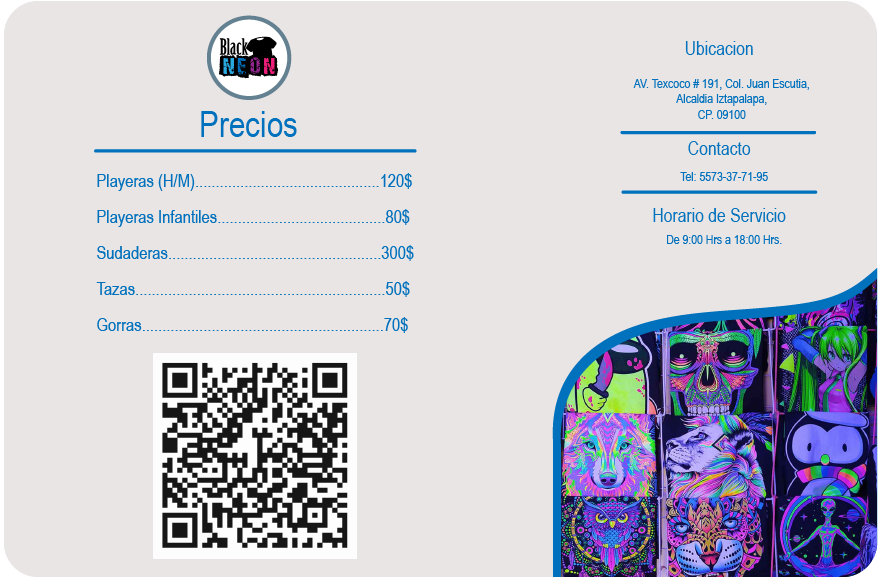 Black
NEON
Precios
Playeras (H/M).............................................120$
Playeras Infantiles.........................................80$
Sudaderas....................................................300$
Tazas.............................................................50$
Gorras...........................................................70$
Ubicacion
AV. Texcoco # 191, Col. Juan Escutia,
Alcaldia Iztapalapa,
CP. 09100
Contacto
Tel: 5573-37-71-95
Horario de Servicio
De 9:00 Hrs a 18:00 Hrs.